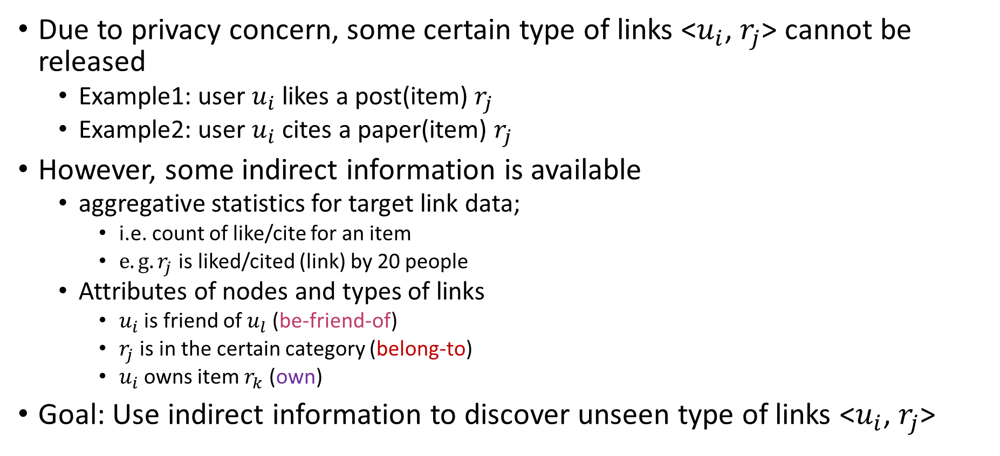 • Due to privacy concern, some certain type of links <u_i, r_j> cannot be
released
• Example1: user u_i likes a post(item) r_j
• Example2: user u_i cites a paper(item) r_j
• However, some indirect information is available
• aggregative statistics for target link data;
• i.e. count of like/cite for an item
• e.g. r_j is liked/cited (link) by 20 people
• Attributes of nodes and types of links
• u_i is friend of u_l (be-friend-of)
• r_j is in the certain category (belong-to)
• u_i owns item r_k (own)
• Goal: Use indirect information to discover unseen type of links <u_i, r_j>